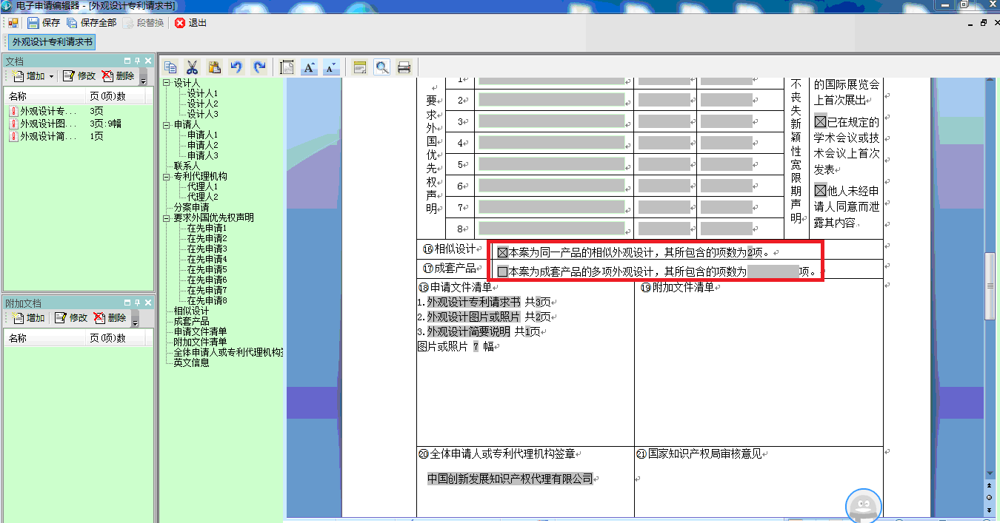 电子申请编辑器 - [外观设计专利请求书]
保存 保存全部 段替换 退出
外观设计专利请求书
文档
增加 修改 删除
名称 页(项)数
外观设计专... 3页
外观设计图... 3页:9幅
外观设计简... 1页
附加文档
增加 修改 删除
名称 页(项)数
设计人
设计人1
设计人2
设计人3
申请人
申请人1
申请人2
申请人3
联系人
专利代理机构
代理人1
代理人2
分案申请
要求外国优先权声明
在先申请1
在先申请2
在先申请3
在先申请4
在先申请5
在先申请6
在先申请7
在先申请8
相似设计
成套产品
申请文件清单
附加文件清单
全体申请人或专利代理机构签
英文信息
要求外国优先权声明
1
2
3
4
5
6
7
8
不丧失新颖性宽限期声明
的国际展览会
上首次展出
已在规定的
学术会议或技
术会议上首次
发表
他人未经申
请人同意而泄
露其内容.
⑯相似设计 本案为同一产品的相似外观设计，其所包含的项数为2项。
⑰成套产品 本案为成套产品的多项外观设计，其所包含的项数为 项。
⑱申请文件清单
1.外观设计专利请求书 共3页
2.外观设计图片或照片 共2页
3.外观设计简要说明 共1页
图片或照片 7 幅
⑲附加文件清单
⑳全体申请人或专利代理机构签章
中国创新发展知识产权代理有限公司
㉑国家知识产权局审核意见